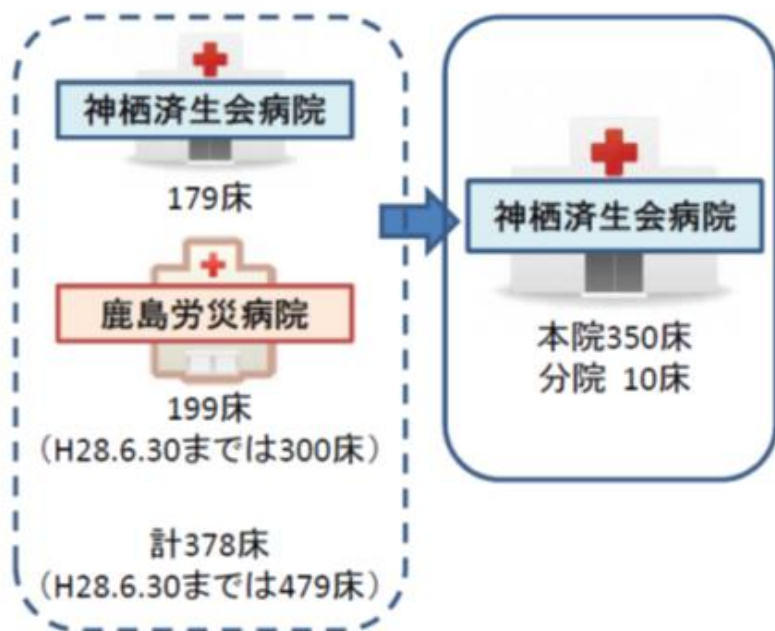 神栖済生会病院
179床
鹿島労災病院
199床
（H28.6.30までは300床）
計378床
（H28.6.30までは479床）
神栖済生会病院
本院350床
分院 10床